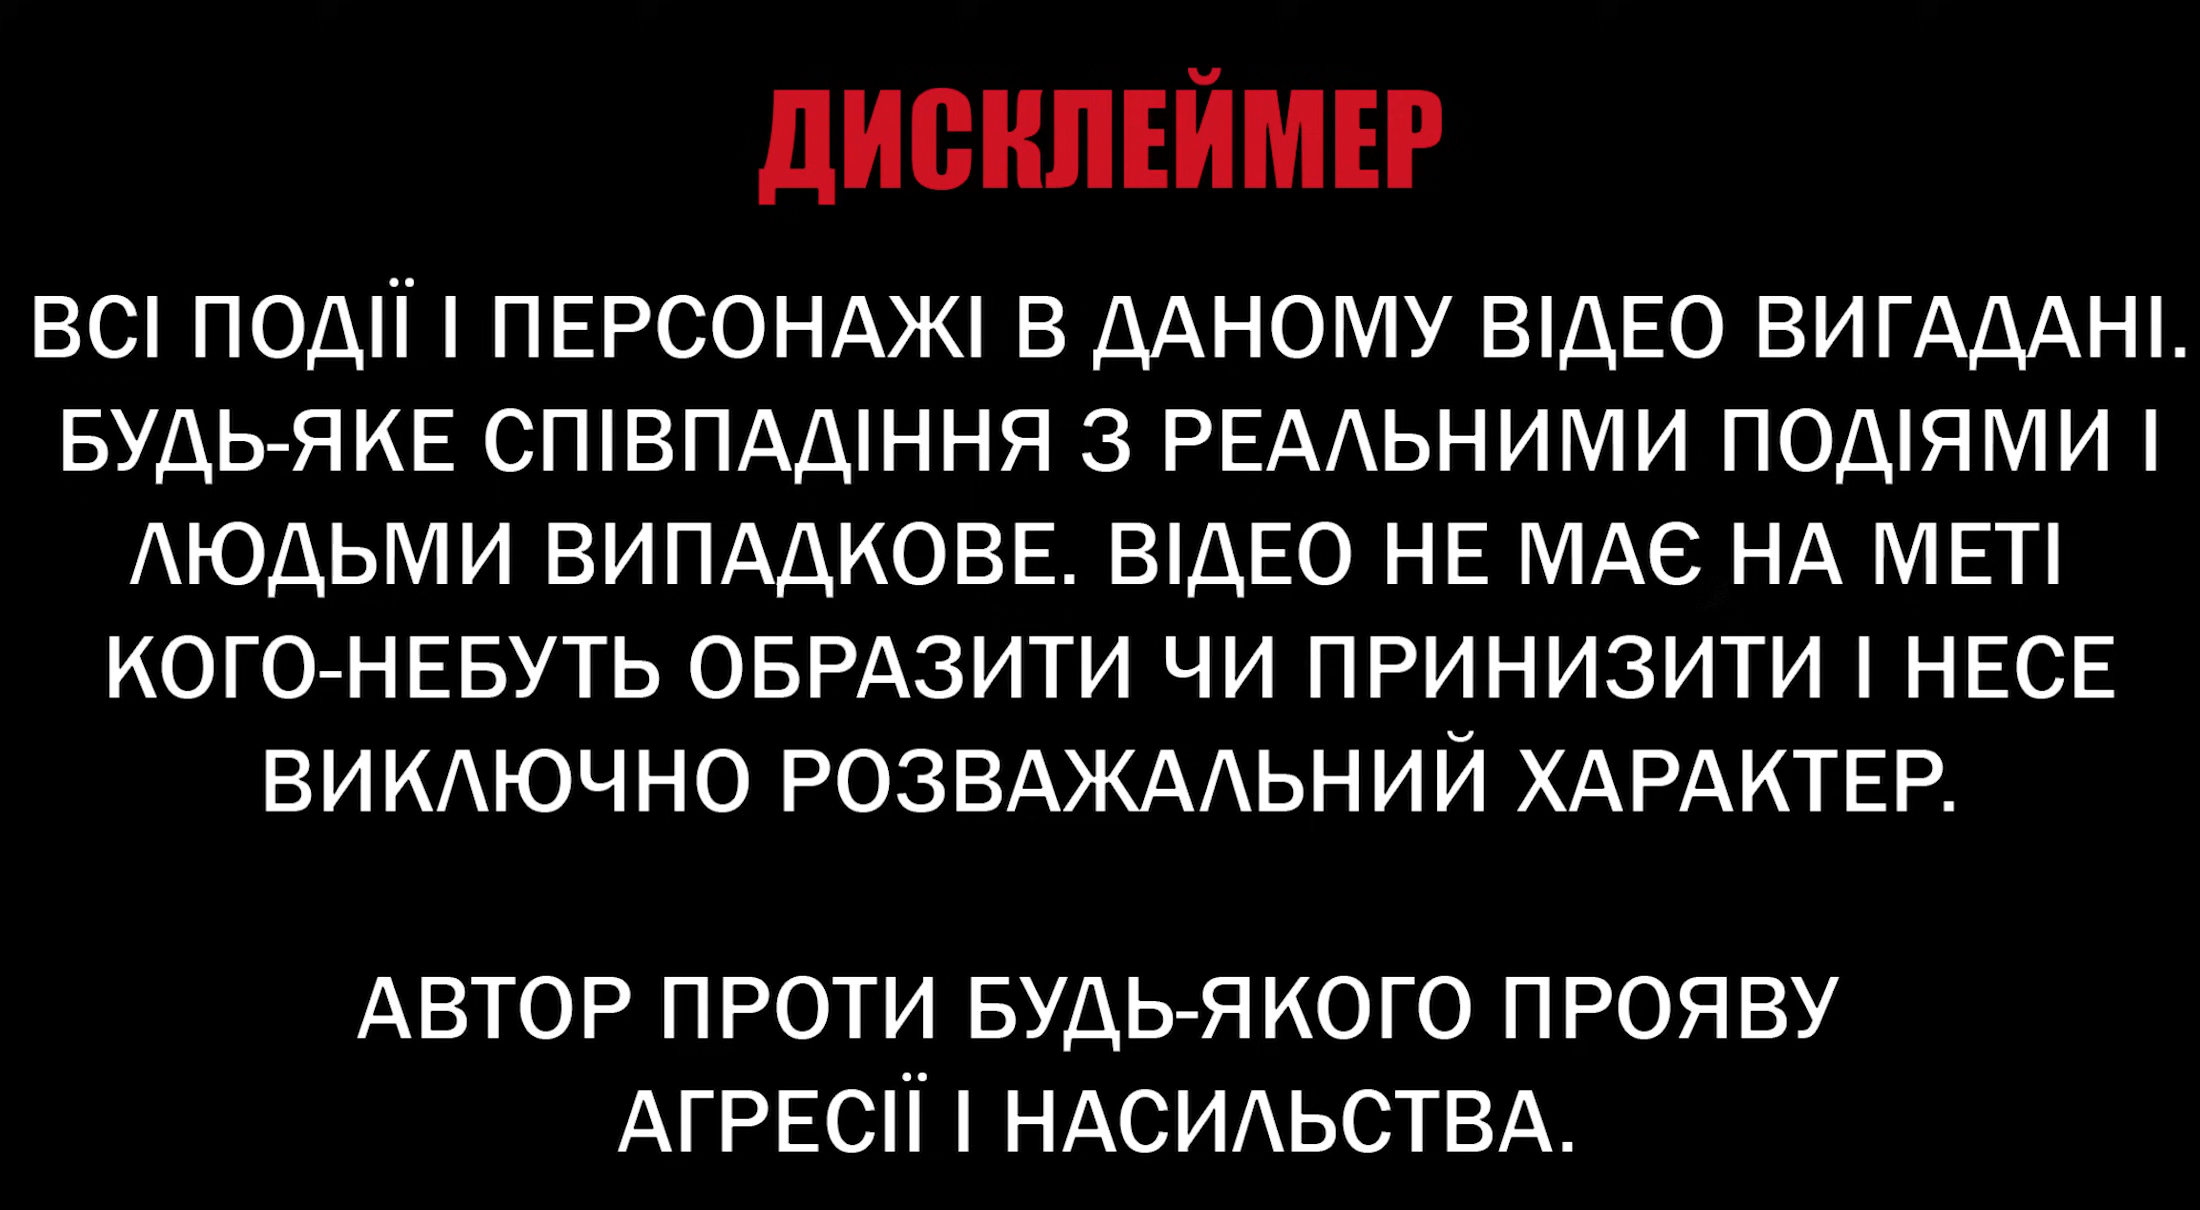 ДИСКЛЕЙМЕР
ВСІ ПОДІЇ І ПЕРСОНАЖІ В ДАНОМУ ВІДЕО ВИГАДАНІ.
БУДЬ-ЯКЕ СПІВПАДІННЯ З РЕАЛЬНИМИ ПОДІЯМИ І
ЛЮДЬМИ ВИПАДКОВЕ. ВІДЕО НЕ МАЄ НА МЕТІ
КОГО-НЕБУТЬ ОБРАЗИТИ ЧИ ПРИНИЗИТИ І НЕСЕ
ВИКЛЮЧНО РОЗВАЖАЛЬНИЙ ХАРАКТЕР.
АВТОР ПРОТИ БУДЬ-ЯКОГО ПРОЯВУ
АГРЕСІЇ І НАСИЛЬСТВА.